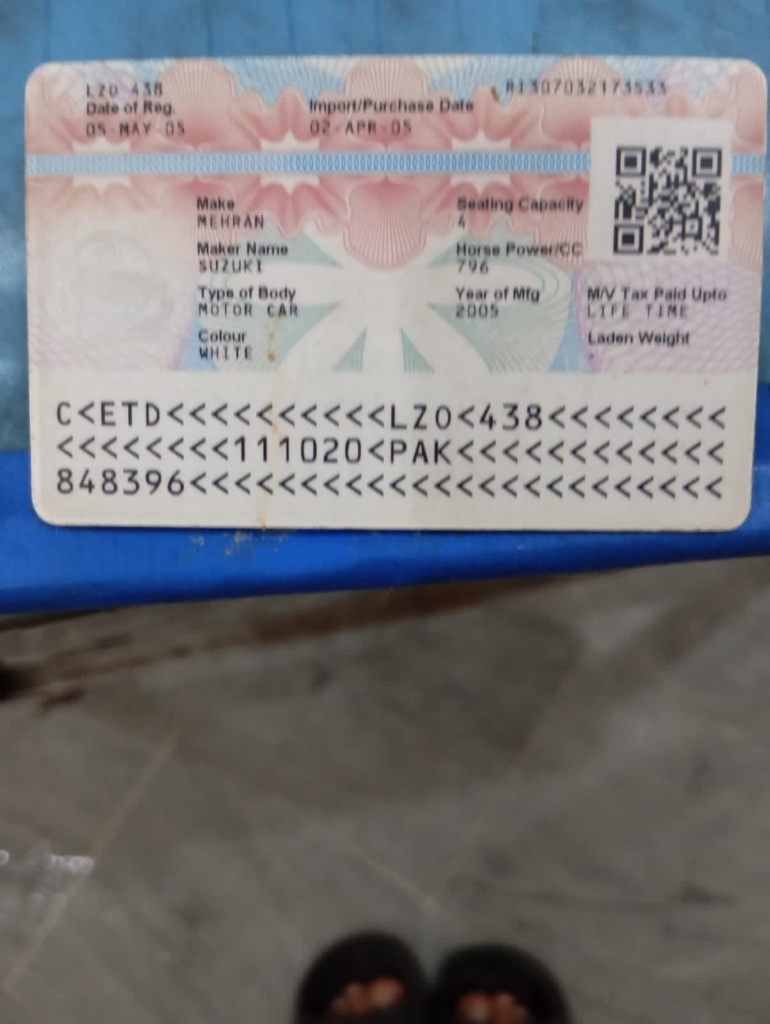 LZO 438
R1307032173533
Date of Reg. Import/Purchase Date
05-MAY-05 02-APR-05
Make Seating Capacity
MEHRAN 4
Maker Name Horse Power/CC
SUZUKI 796
Type of Body Year of Mfg M/V Tax Paid Upto
MOTOR CAR 2005 LIFE TIME
Colour Laden Weight
WHITE -
C<ETD<<<<<<<<<<LZO<438<<<<<<<<
<<<<<<<<111020<PAK<<<<<<<<<<<<
848396<<<<<<<<<<<<<<<<<<<<<<<<